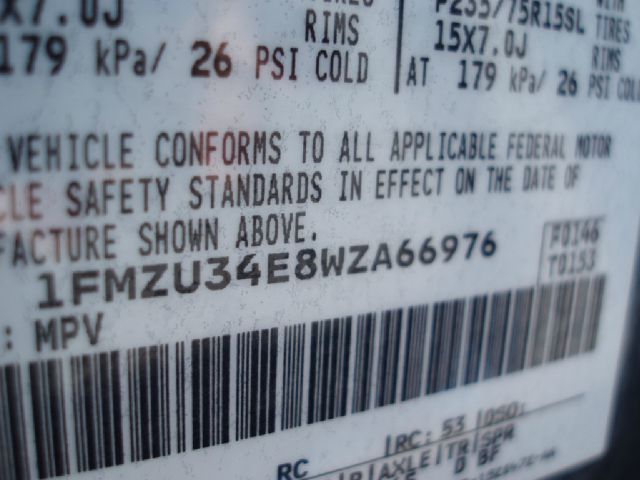 X7.0J RIMS
179 kPa/ 26 PSI COLD
P235/75R15SL TIRES
15X7.0J RIMS
AT 179 kPa/ 26 PSI COLD
VEHICLE CONFORMS TO ALL APPLICABLE FEDERAL MOTOR
CLE SAFETY STANDARDS IN EFFECT ON THE DATE OF
FACTURE SHOWN ABOVE.
1FMZU34E8WZA66976
F0146
T0153
: MPV
RC: 53 DSO:
RC AXLE TR SPR
D BF